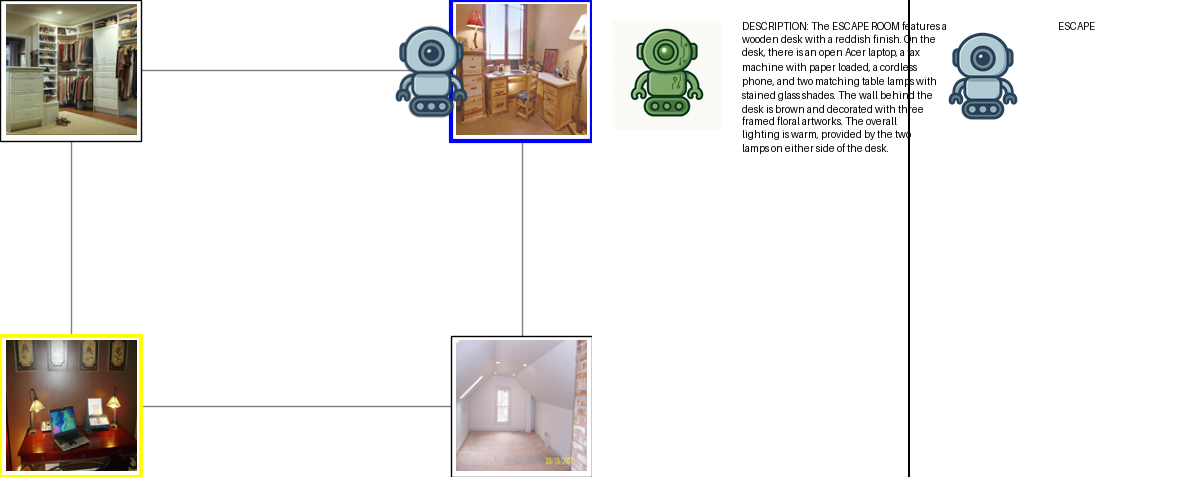 DESCRIPTION: The ESCAPE ROOM features a
wooden desk with a reddish finish. On the
desk, there is an open Acer laptop, a fax
machine with paper loaded, a cordless
phone, and two matching table lamps with
stained glass shades. The wall behind the
desk is brown and decorated with three
framed floral artworks. The overall
lighting is warm, provided by the two
lamps on either side of the desk.
ESCAPE